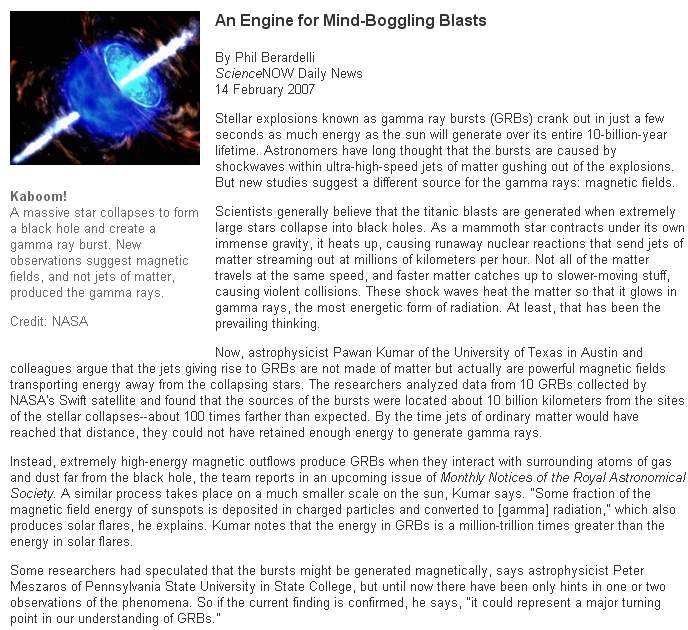 An Engine for Mind-Boggling Blasts
By Phil Berardelli
ScienceNOW Daily News
14 February 2007
Stellar explosions known as gamma ray bursts (GRBs) crank out in just a few
seconds as much energy as the sun will generate over its entire 10-billion-year
lifetime. Astronomers have long thought that the bursts are caused by
shockwaves within ultra-high-speed jets of matter gushing out of the explosions.
But new studies suggest a different source for the gamma rays: magnetic fields.
Kaboom!
A massive star collapses to form
a black hole and create a
gamma ray burst. New
observations suggest magnetic
fields, and not jets of matter,
produced the gamma rays.
Credit: NASA
Scientists generally believe that the titanic blasts are generated when extremely
large stars collapse into black holes. As a mammoth star contracts under its own
immense gravity, it heats up, causing runaway nuclear reactions that send jets of
matter streaming out at millions of kilometers per hour. Not all of the matter
travels at the same speed, and faster matter catches up to slower-moving stuff,
causing violent collisions. These shock waves heat the matter so that it glows in
gamma rays, the most energetic form of radiation. At least, that has been the
prevailing thinking.
Now, astrophysicist Pawan Kumar of the University of Texas in Austin and
colleagues argue that the jets giving rise to GRBs are not made of matter but actually are powerful magnetic fields
transporting energy away from the collapsing stars. The researchers analyzed data from 10 GRBs collected by
NASA's Swift satellite and found that the sources of the bursts were located about 10 billion kilometers from the sites
of the stellar collapses--about 100 times farther than expected. By the time jets of ordinary matter would have
reached that distance, they could not have retained enough energy to generate gamma rays.
Instead, extremely high-energy magnetic outflows produce GRBs when they interact with surrounding atoms of gas
and dust far from the black hole, the team reports in an upcoming issue of Monthly Notices of the Royal Astronomical
Society. A similar process takes place on a much smaller scale on the sun, Kumar says. "Some fraction of the
magnetic field energy of sunspots is deposited in charged particles and converted to [gamma] radiation," which also
produces solar flares, he explains. Kumar notes that the energy in GRBs is a million-trillion times greater than the
energy in solar flares.
Some researchers had speculated that the bursts might be generated magnetically, says astrophysicist Peter
Meszaros of Pennsylvania State University in State College, but until now there have been only hints in one or two
observations of the phenomena. So if the current finding is confirmed, he says, "it could represent a major turning
point in our understanding of GRBs."